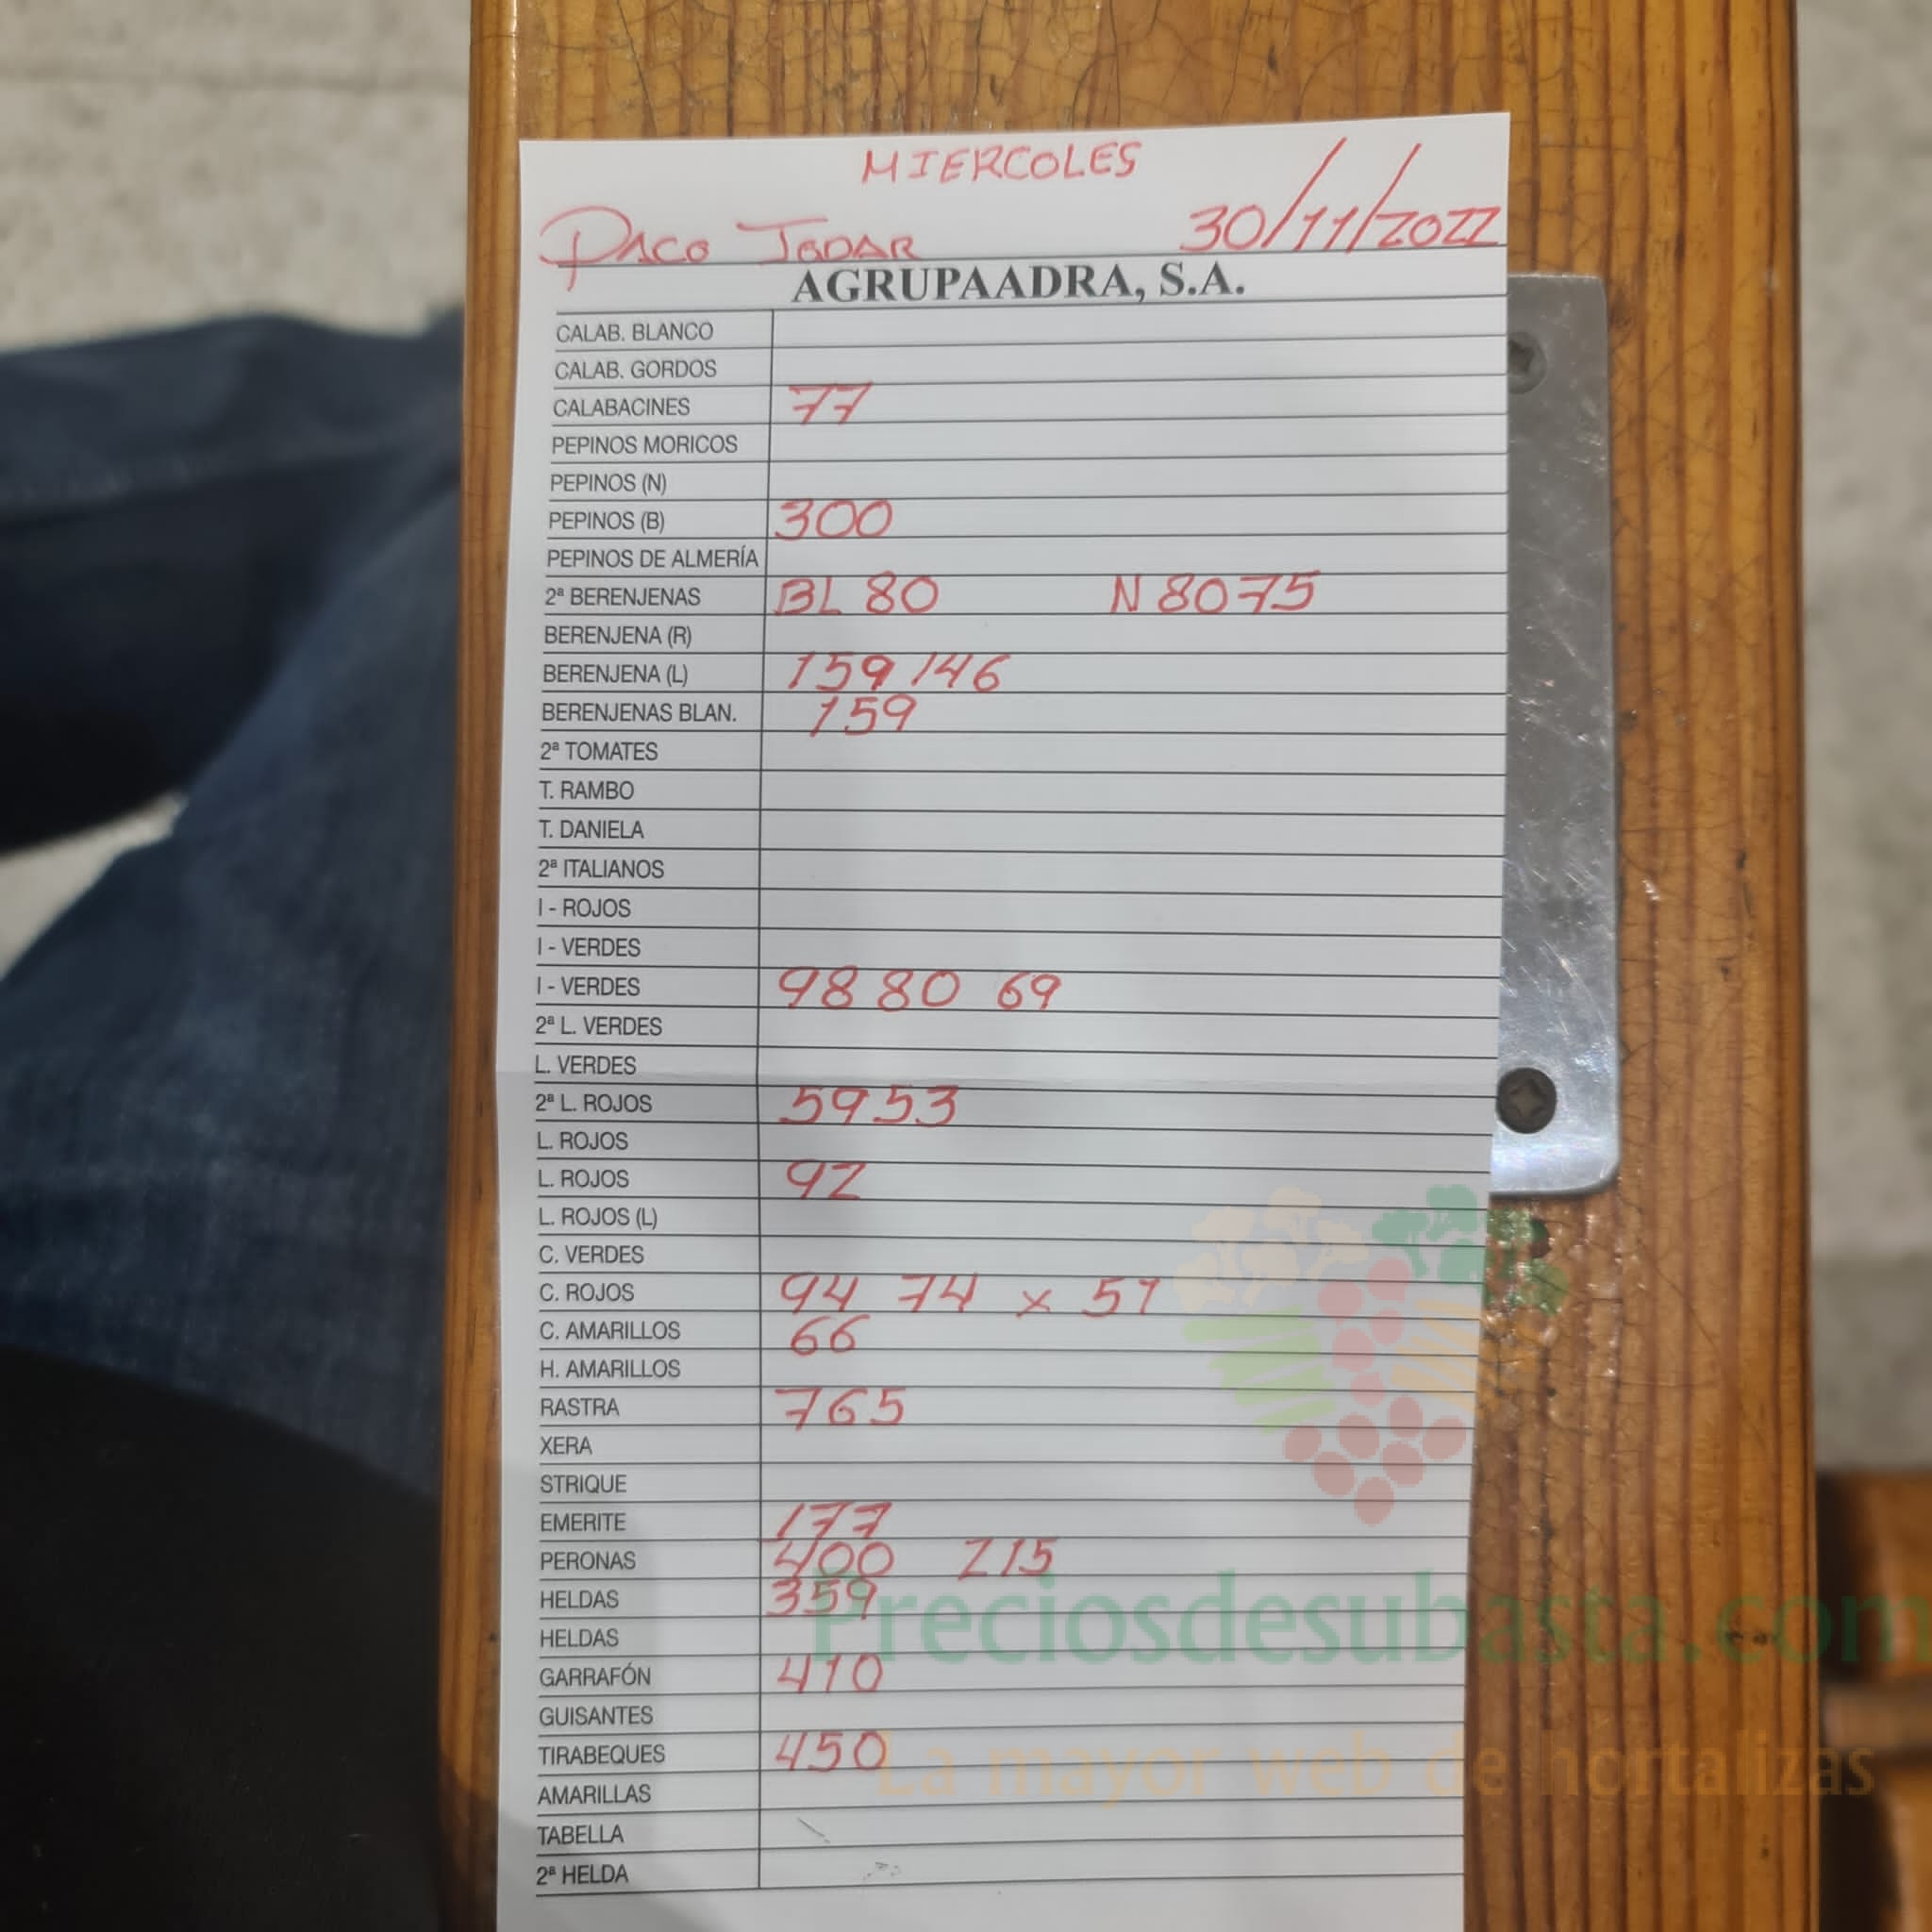 MIERCOLES
PACO JODAR 30/11/2022
AGRUPAADRA, S.A.
CALAB. BLANCO
CALAB. GORDOS
CALABACINES 77
PEPINOS MORICOS
PEPINOS (N)
PEPINOS (B) 300
PEPINOS DE ALMERÍA
2ª BERENJENAS BL 80 N 80 75
BERENJENA (R)
BERENJENA (L) 159 146
BERENJENAS BLAN. 159
2ª TOMATES
T. RAMBO
T. DANIELA
2ª ITALIANOS
I - ROJOS
I - VERDES
I - VERDES 98 80 69
2ª L. VERDES
L. VERDES
2ª L. ROJOS 59 53
L. ROJOS
L. ROJOS 92
L. ROJOS (L)
C. VERDES
C. ROJOS 94 74 x 57
C. AMARILLOS 66
H. AMARILLOS
RASTRA 765
XERA
STRIQUE
EMERITE 177
PERONAS 400 215
HELDAS 359
HELDAS
GARRAFÓN 410
GUISANTES
TIRABEQUES 450
AMARILLAS
TABELLA
2ª HELDA
Preciosdesubasta.com
La mayor web de hortalizas